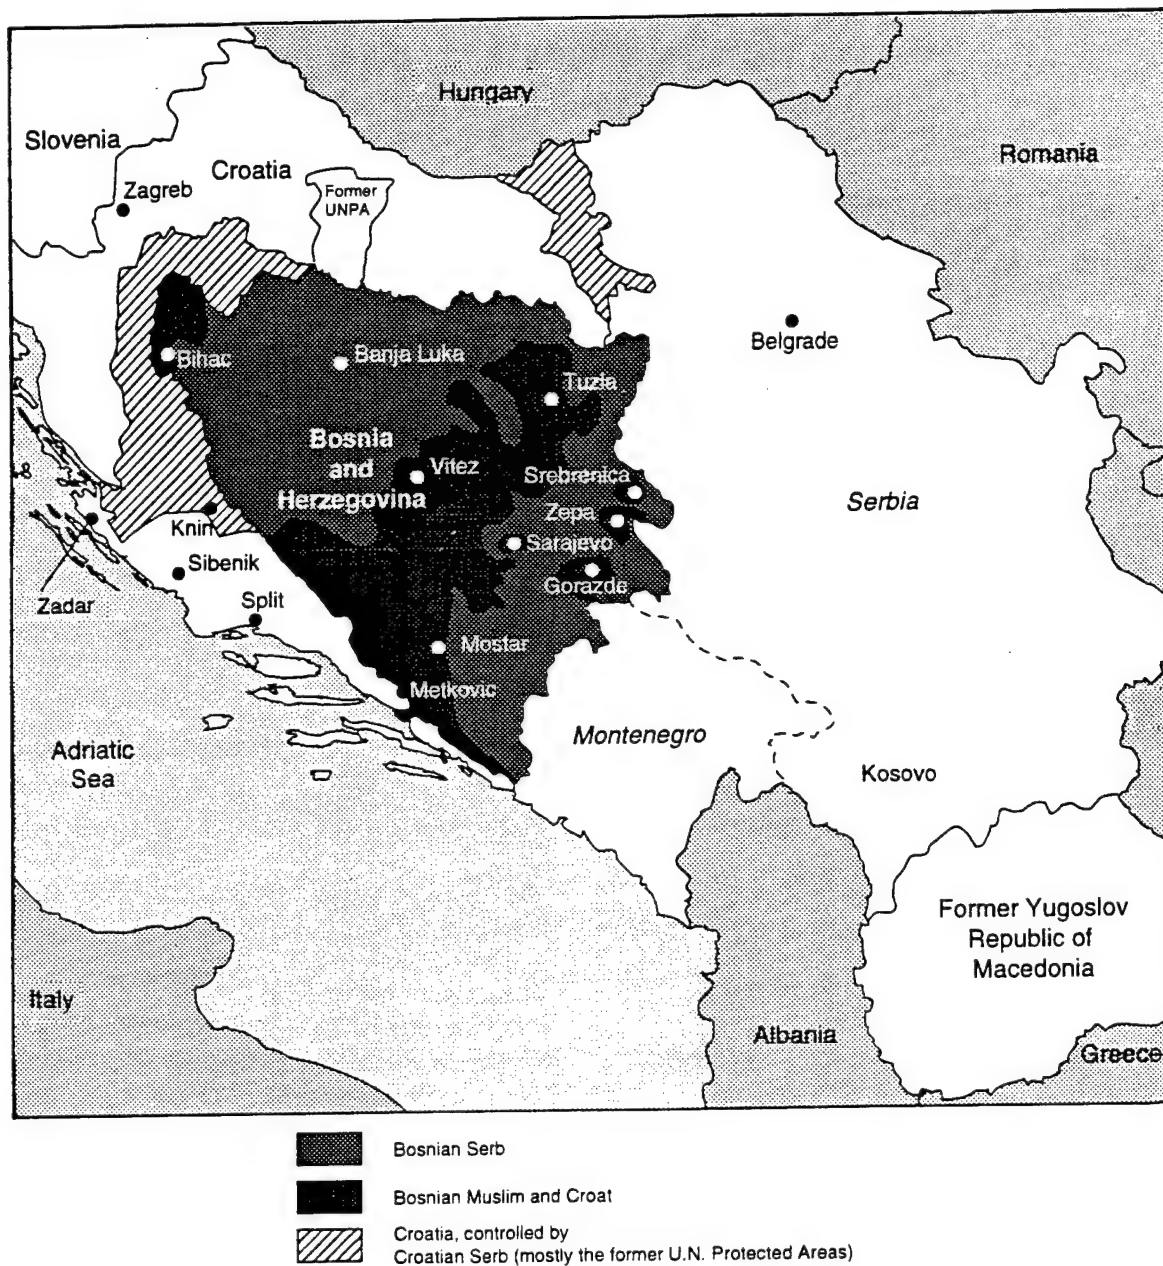 Hungary
Slovenia
Romania
Croatia
Zagreb
Former
UNPA
Belgrade
Bihac
Banja Luka
Tuzla
Bosnia
and
Herzegovina
Vitez
Srebrenica
Zepa
Serbia
Knin
Sarajevo
Sibenik
Gorazde
Zadar
Split
Mostar
Metkovic
Montenegro
Adriatic
Sea
Kosovo
Former Yugoslov
Republic of
Macedonia
Italy
Albania
Greece
Bosnian Serb
Bosnian Muslim and Croat
Croatia, controlled by
Croatian Serb (mostly the former U.N. Protected Areas)